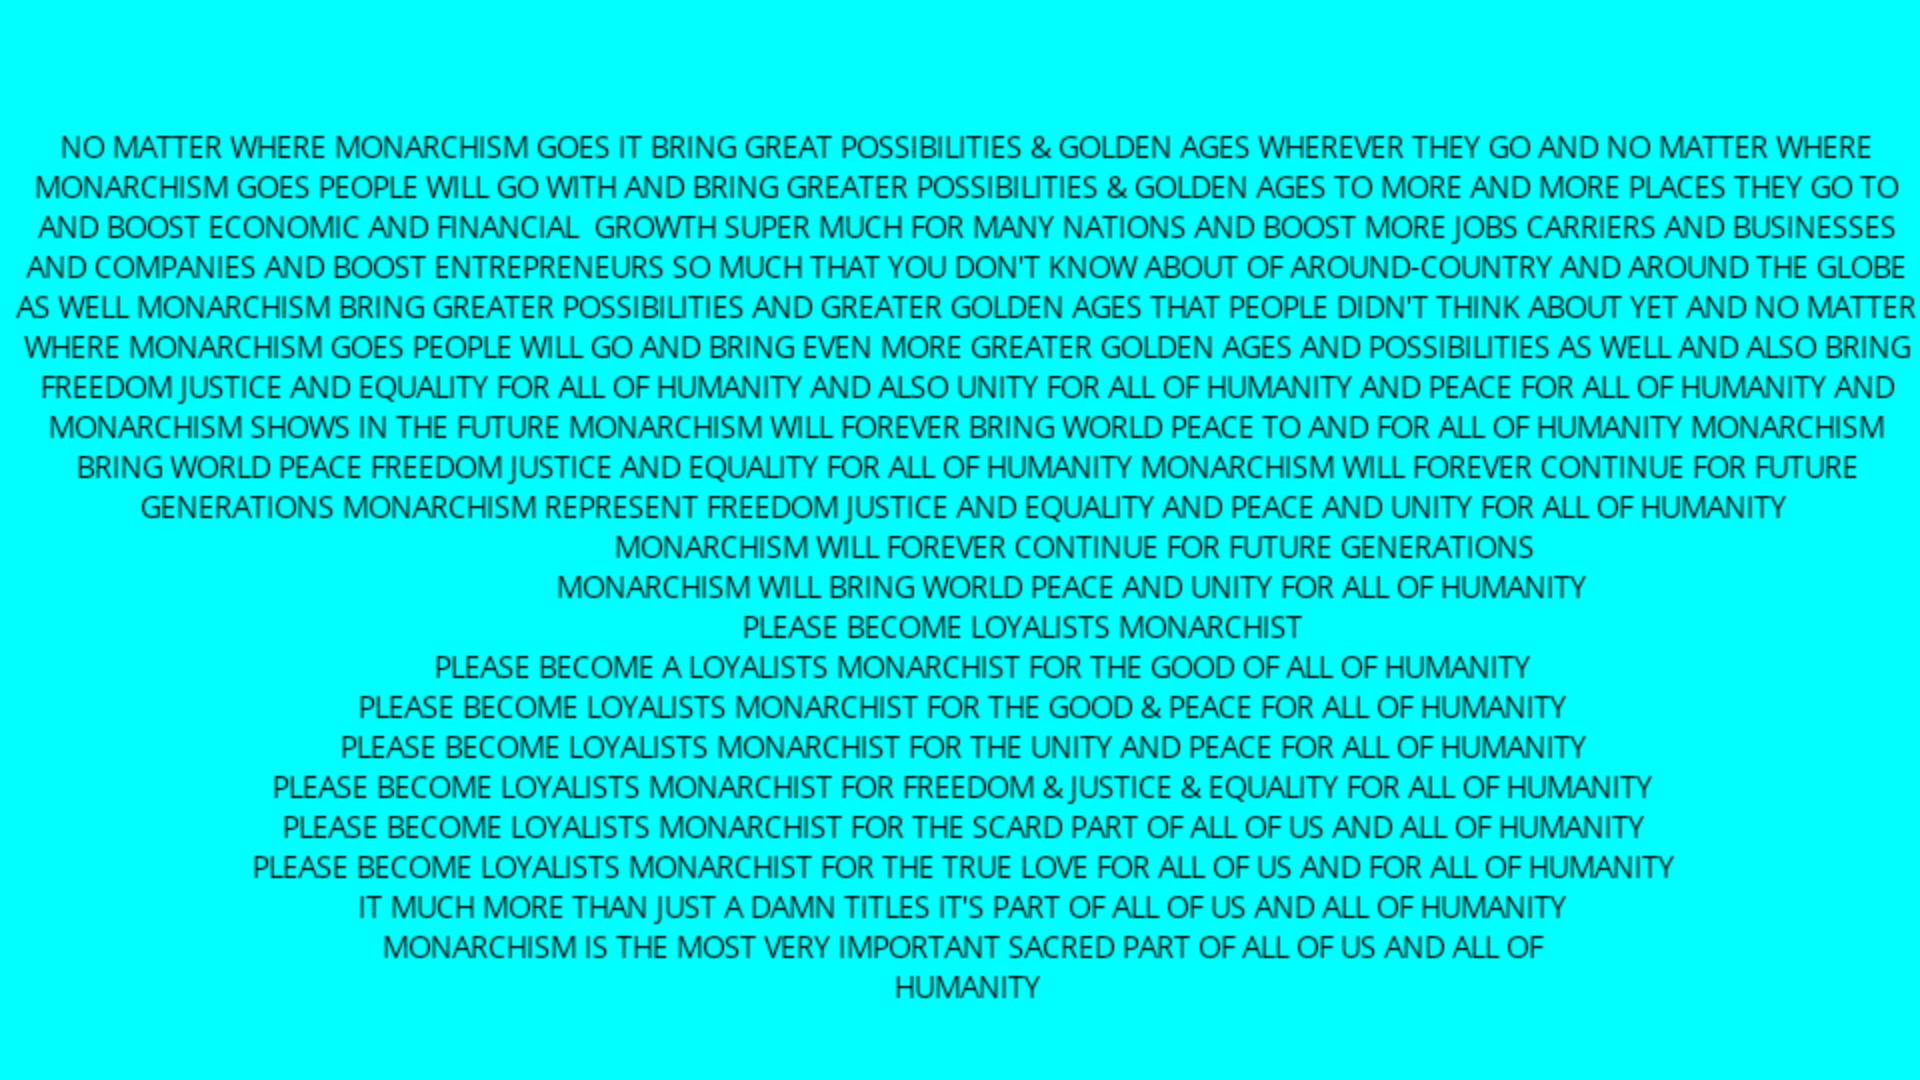 NO MATTER WHERE MONARCHISM GOES IT BRING GREAT POSSIBILITIES & GOLDEN AGES WHEREVER THEY GO AND NO MATTER WHERE
MONARCHISM GOES PEOPLE WILL GO WITH AND BRING GREATER POSSIBILITIES & GOLDEN AGES TO MORE AND MORE PLACES THEY GO TO
AND BOOST ECONOMIC AND FINANCIAL  GROWTH SUPER MUCH FOR MANY NATIONS AND BOOST MORE JOBS CARRIERS AND BUSINESSES
AND COMPANIES AND BOOST ENTREPRENEURS SO MUCH THAT YOU DON'T KNOW ABOUT OF AROUND-COUNTRY AND AROUND THE GLOBE
AS WELL MONARCHISM BRING GREATER POSSIBILITIES AND GREATER GOLDEN AGES THAT PEOPLE DIDN'T THINK ABOUT YET AND NO MATTER
WHERE MONARCHISM GOES PEOPLE WILL GO AND BRING EVEN MORE GREATER GOLDEN AGES AND POSSIBILITIES AS WELL AND ALSO BRING
FREEDOM JUSTICE AND EQUALITY FOR ALL OF HUMANITY AND ALSO UNITY FOR ALL OF HUMANITY AND PEACE FOR ALL OF HUMANITY AND
MONARCHISM SHOWS IN THE FUTURE MONARCHISM WILL FOREVER BRING WORLD PEACE TO AND FOR ALL OF HUMANITY MONARCHISM
BRING WORLD PEACE FREEDOM JUSTICE AND EQUALITY FOR ALL OF HUMANITY MONARCHISM WILL FOREVER CONTINUE FOR FUTURE
GENERATIONS MONARCHISM REPRESENT FREEDOM JUSTICE AND EQUALITY AND PEACE AND UNITY FOR ALL OF HUMANITY
MONARCHISM WILL FOREVER CONTINUE FOR FUTURE GENERATIONS
MONARCHISM WILL BRING WORLD PEACE AND UNITY FOR ALL OF HUMANITY
PLEASE BECOME LOYALISTS MONARCHIST
PLEASE BECOME A LOYALISTS MONARCHIST FOR THE GOOD OF ALL OF HUMANITY
PLEASE BECOME LOYALISTS MONARCHIST FOR THE GOOD & PEACE FOR ALL OF HUMANITY
PLEASE BECOME LOYALISTS MONARCHIST FOR THE UNITY AND PEACE FOR ALL OF HUMANITY
PLEASE BECOME LOYALISTS MONARCHIST FOR FREEDOM & JUSTICE & EQUALITY FOR ALL OF HUMANITY
PLEASE BECOME LOYALISTS MONARCHIST FOR THE SCARD PART OF ALL OF US AND ALL OF HUMANITY
PLEASE BECOME LOYALISTS MONARCHIST FOR THE TRUE LOVE FOR ALL OF US AND FOR ALL OF HUMANITY
IT MUCH MORE THAN JUST A DAMN TITLES IT'S PART OF ALL OF US AND ALL OF HUMANITY
MONARCHISM IS THE MOST VERY IMPORTANT SACRED PART OF ALL OF US AND ALL OF
HUMANITY